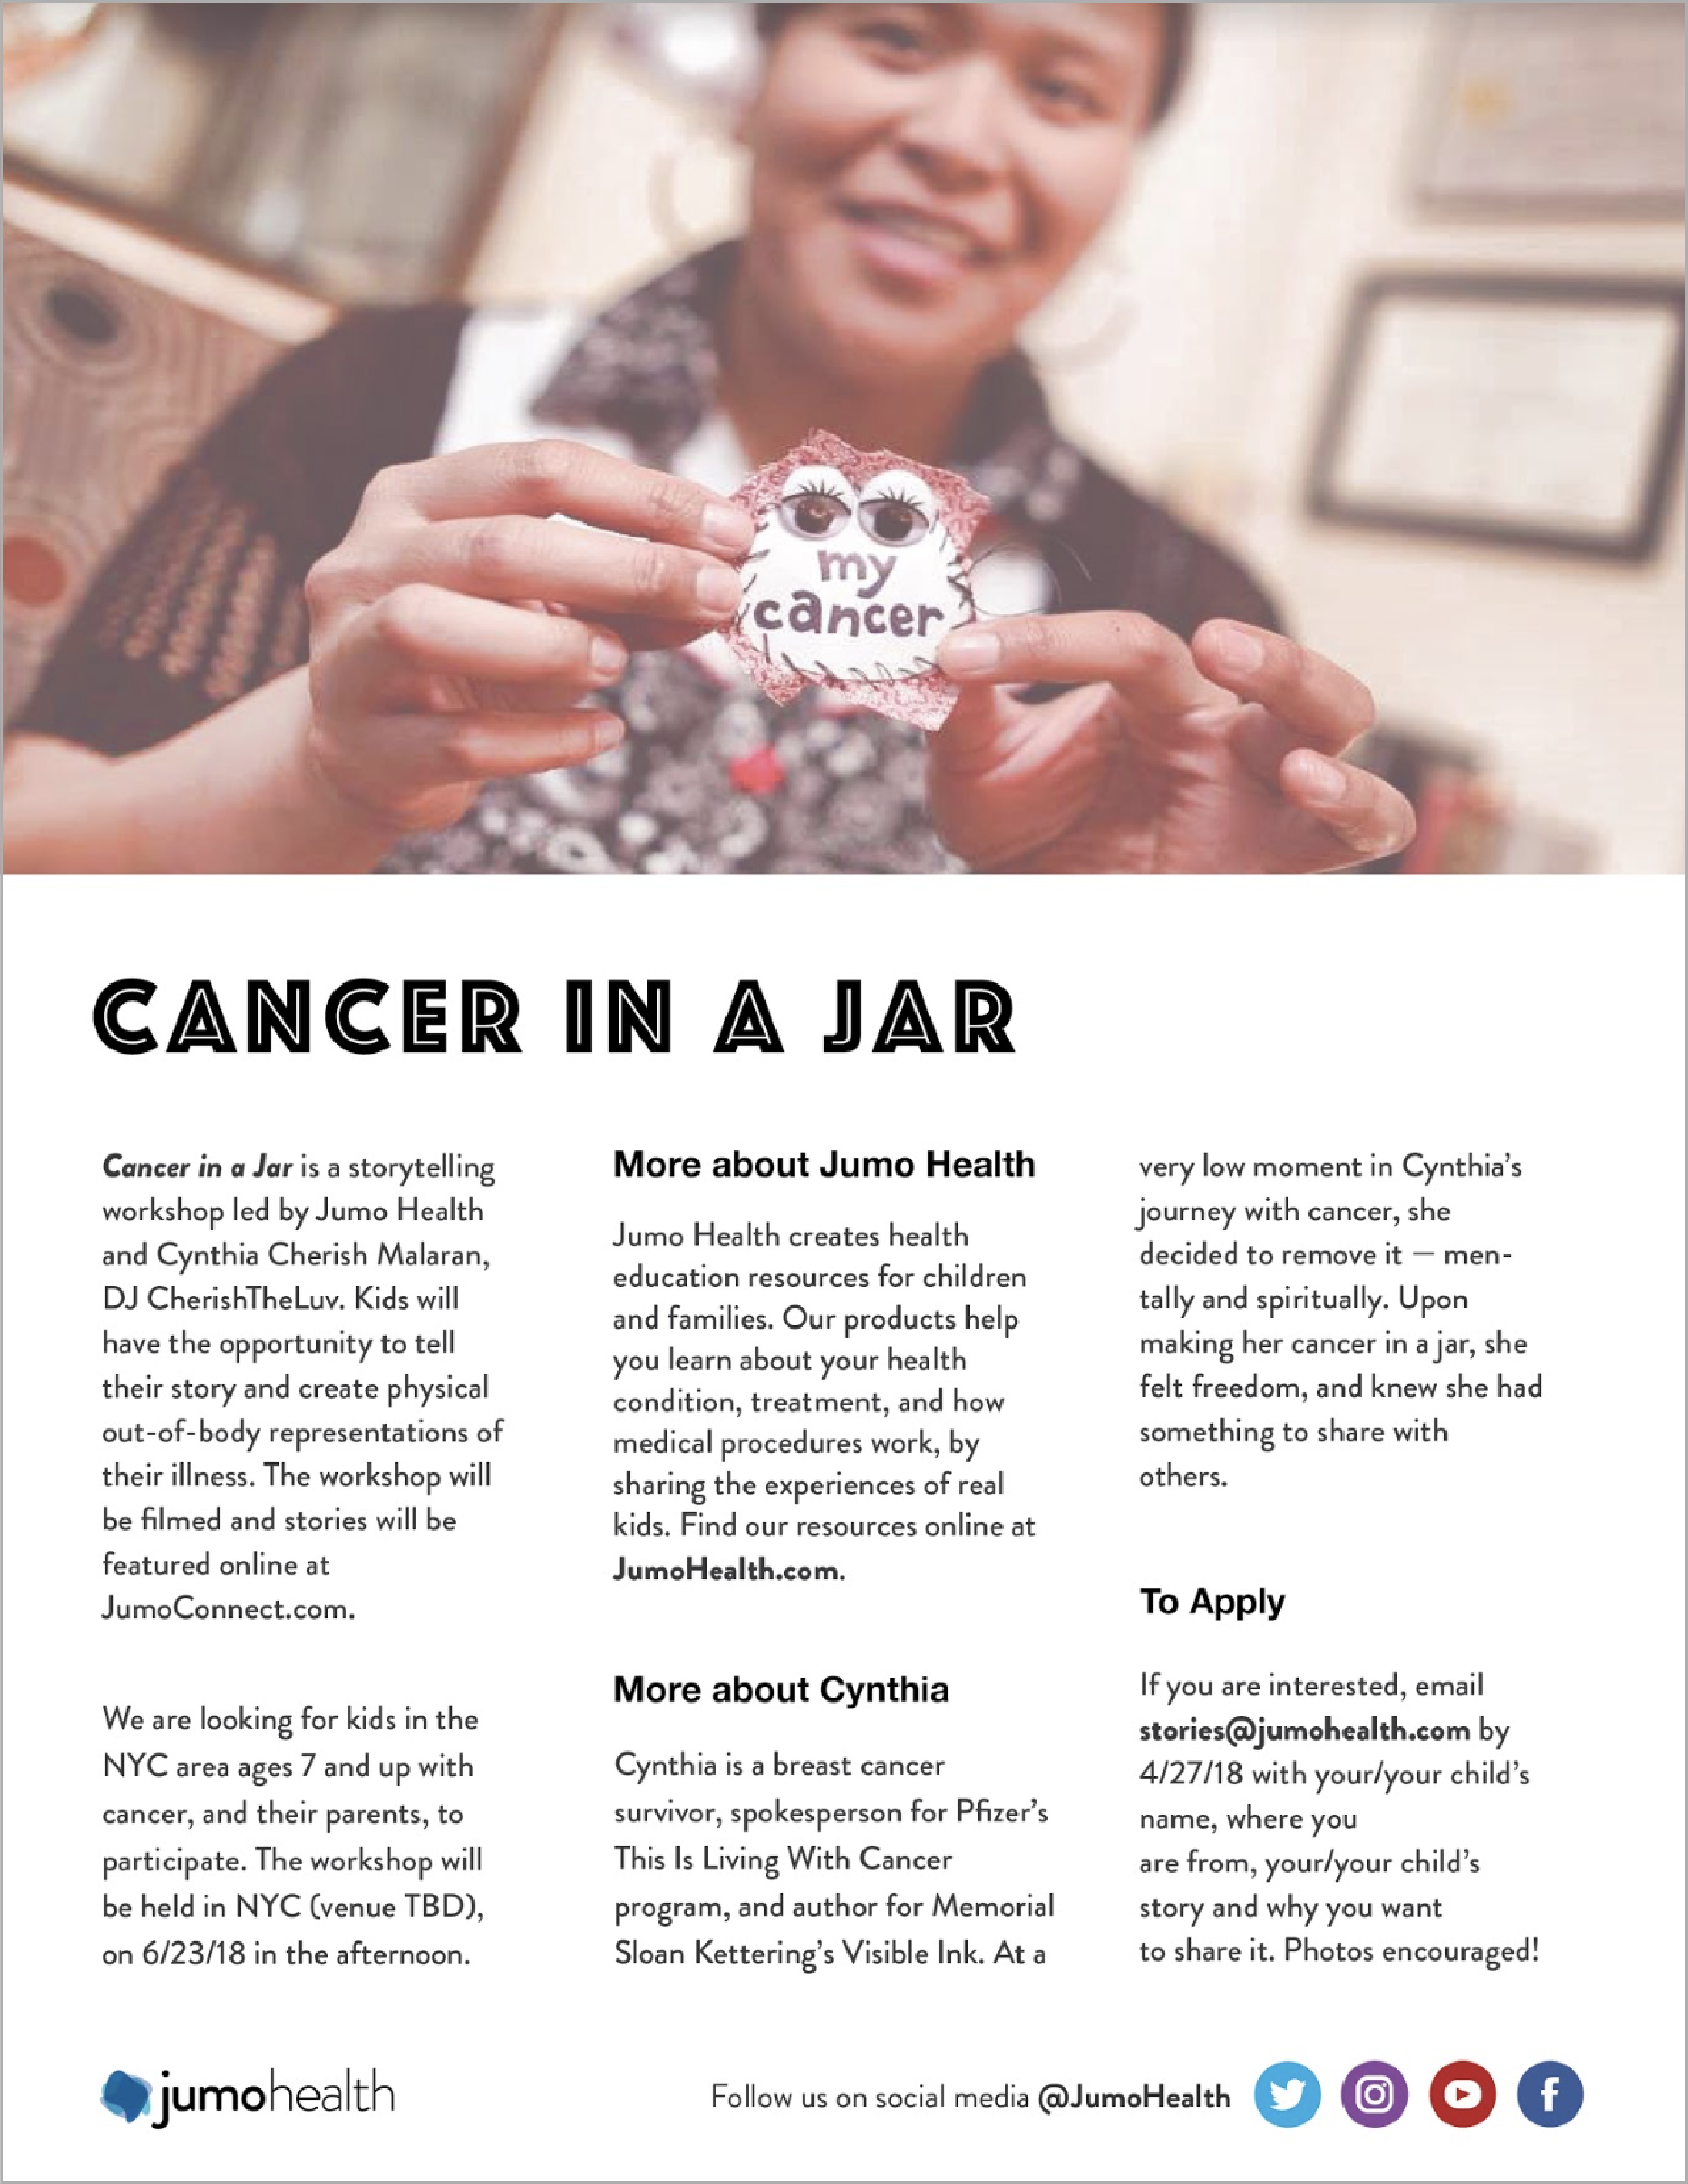 my
cancer
CANCER IN A JAR
Cancer in a Jar is a storytelling
workshop led by Jumo Health
and Cynthia Cherish Malaran,
DJ CherishTheLuv. Kids will
have the opportunity to tell
their story and create physical
out-of-body representations of
their illness. The workshop will
be filmed and stories will be
featured online at
JumoConnect.com.
We are looking for kids in the
NYC area ages 7 and up with
cancer, and their parents, to
participate. The workshop will
be held in NYC (venue TBD),
on 6/23/18 in the afternoon.
More about Jumo Health
Jumo Health creates health
education resources for children
and families. Our products help
you learn about your health
condition, treatment, and how
medical procedures work, by
sharing the experiences of real
kids. Find our resources online at
JumoHealth.com.
More about Cynthia
Cynthia is a breast cancer
survivor, spokesperson for Pfizer’s
This Is Living With Cancer
program, and author for Memorial
Sloan Kettering’s Visible Ink. At a
very low moment in Cynthia’s
journey with cancer, she
decided to remove it — men-
tally and spiritually. Upon
making her cancer in a jar, she
felt freedom, and knew she had
something to share with
others.
To Apply
If you are interested, email
stories@jumohealth.com by
4/27/18 with your/your child’s
name, where you
are from, your/your child’s
story and why you want
to share it. Photos encouraged!
jumohealth
Follow us on social media @JumoHealth